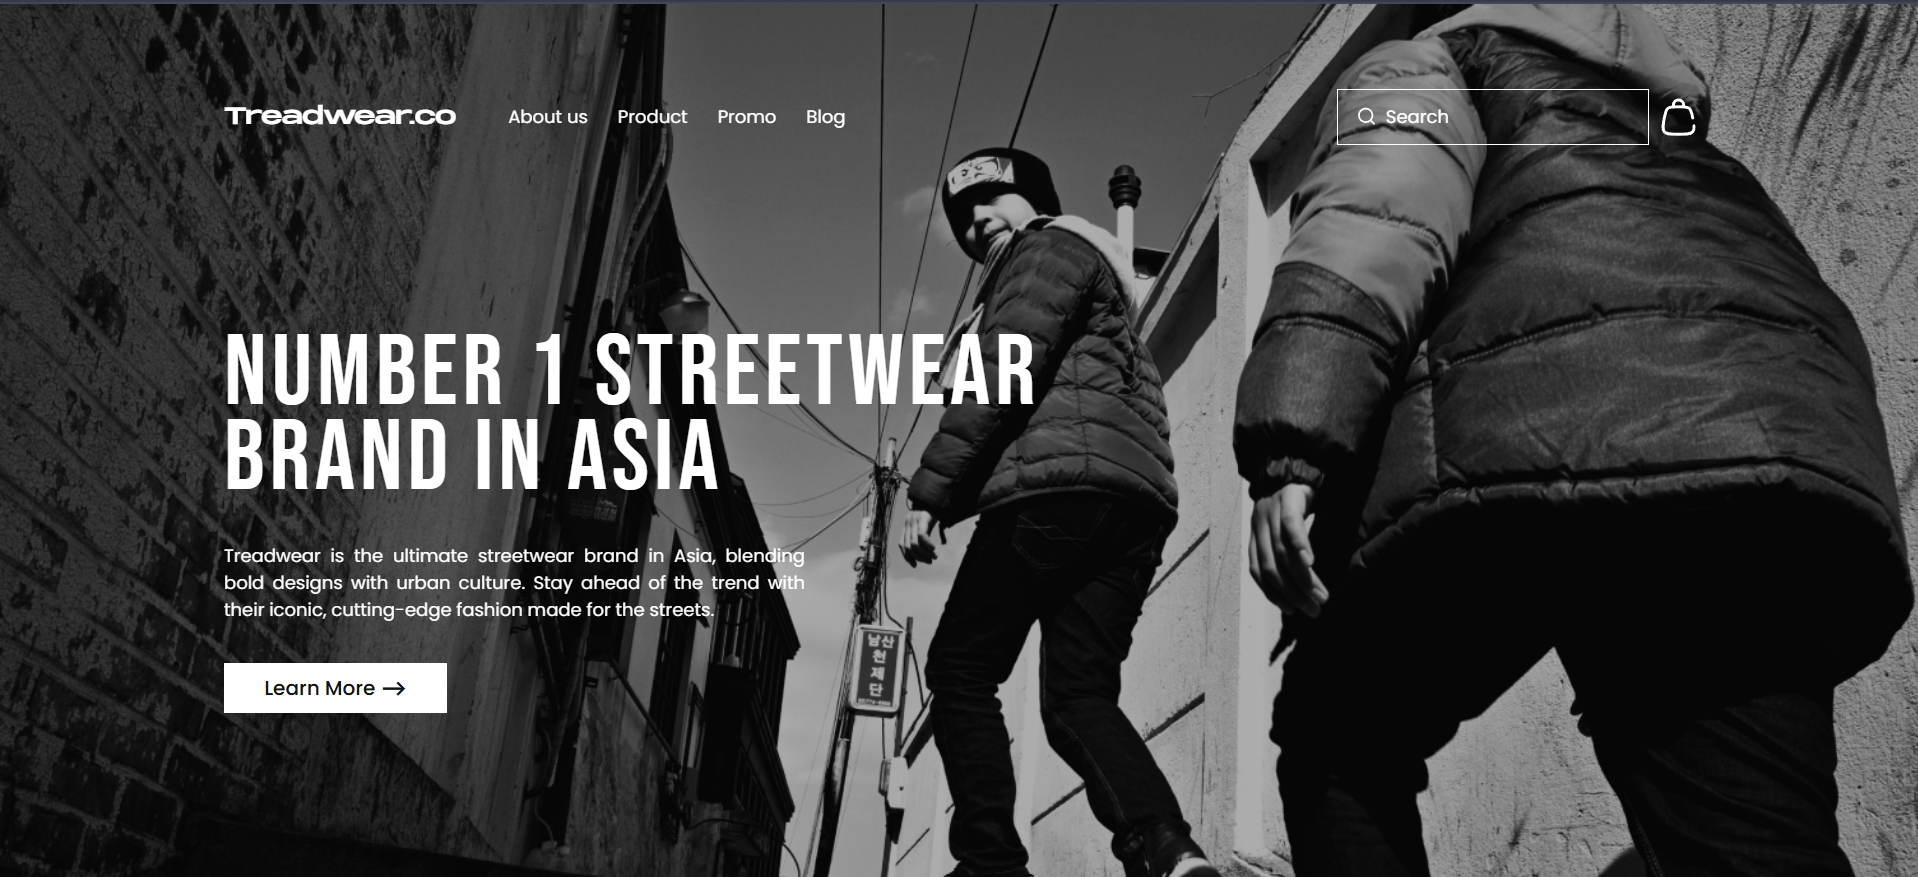 Treadwear.co
About us
Product
Promo
Blog
Search
NUMBER 1 STREETWEAR
BRAND IN ASIA
Treadwear is the ultimate streetwear brand in Asia, blending
bold designs with urban culture. Stay ahead of the trend with
their iconic, cutting-edge fashion made for the streets.
Learn More →
남산
천
제
단